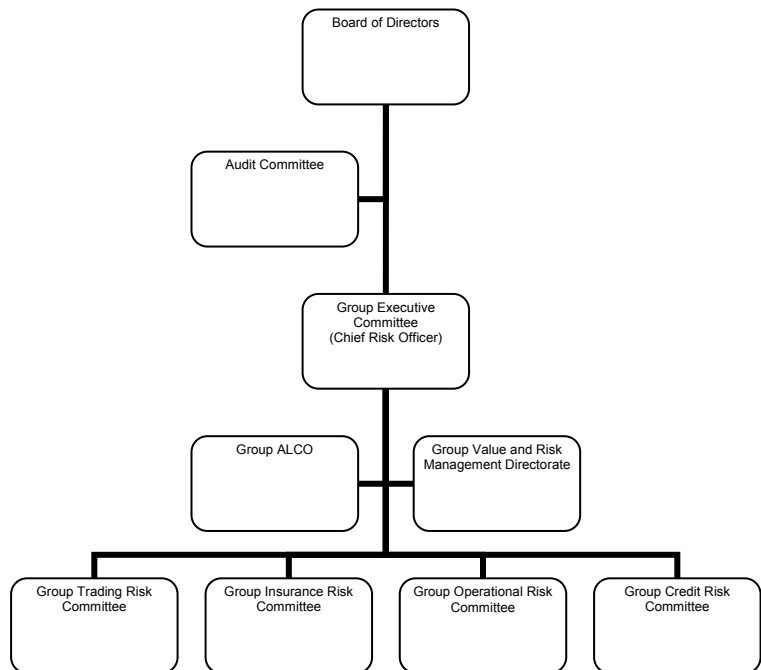 Board of Directors
Audit Committee
Group Executive
Committee
(Chief Risk Officer)
Group ALCO
Group Value and Risk
Management Directorate
Group Trading Risk
Committee
Group Insurance Risk
Committee
Group Operational Risk
Committee
Group Credit Risk
Committee